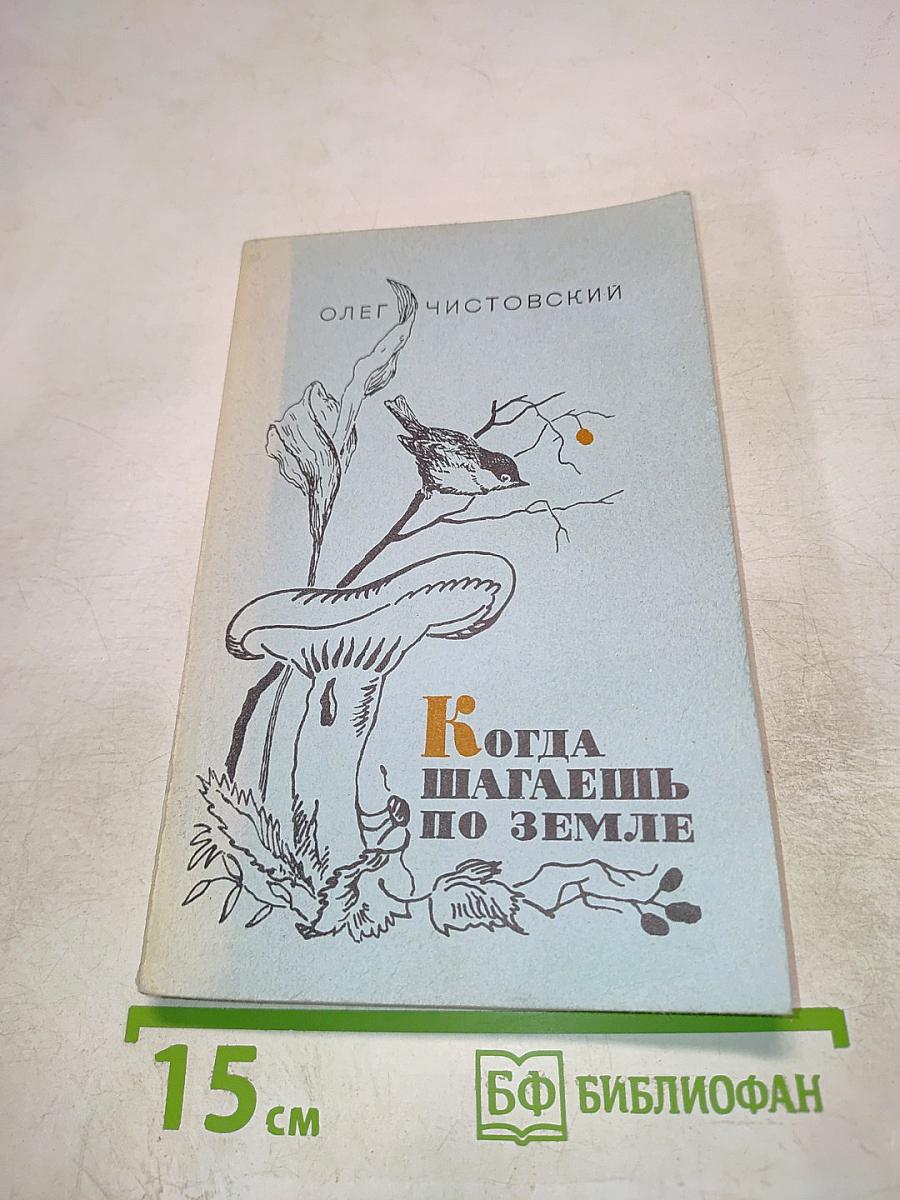 ОЛЕГ ЧИСТОВСКИЙ
КОГДА
ШАГАЕШЬ
ПО ЗЕМЛЕ
15 см
БФ БИБЛИОФАН